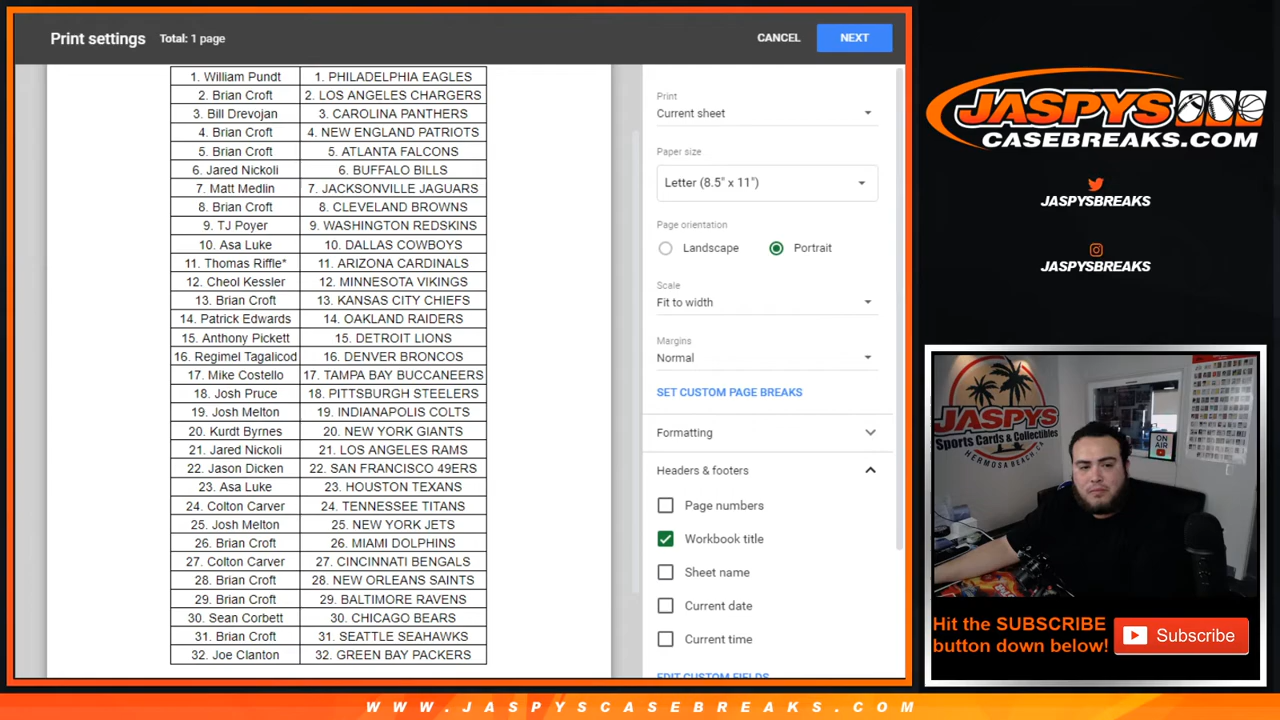 Print settings Total: 1 page
CANCEL NEXT
1. William Pundt 1. PHILADELPHIA EAGLES
2. Brian Croft 2. LOS ANGELES CHARGERS
3. Bill Drevojan 3. CAROLINA PANTHERS
4. Brian Croft 4. NEW ENGLAND PATRIOTS
5. Brian Croft 5. ATLANTA FALCONS
6. Jared Nickoli 6. BUFFALO BILLS
7. Matt Medlin 7. JACKSONVILLE JAGUARS
8. Brian Croft 8. CLEVELAND BROWNS
9. TJ Poyer 9. WASHINGTON REDSKINS
10. Asa Luke 10. DALLAS COWBOYS
11. Thomas Riffle* 11. ARIZONA CARDINALS
12. Cheol Kessler 12. MINNESOTA VIKINGS
13. Brian Croft 13. KANSAS CITY CHIEFS
14. Patrick Edwards 14. OAKLAND RAIDERS
15. Anthony Pickett 15. DETROIT LIONS
16. Regimel Tagalicod 16. DENVER BRONCOS
17. Mike Costello 17. TAMPA BAY BUCCANEERS
18. Josh Pruce 18. PITTSBURGH STEELERS
19. Josh Melton 19. INDIANAPOLIS COLTS
20. Kurdt Byrnes 20. NEW YORK GIANTS
21. Jared Nickoli 21. LOS ANGELES RAMS
22. Jason Dicken 22. SAN FRANCISCO 49ERS
23. Asa Luke 23. HOUSTON TEXANS
24. Colton Carver 24. TENNESSEE TITANS
25. Josh Melton 25. NEW YORK JETS
26. Brian Croft 26. MIAMI DOLPHINS
27. Colton Carver 27. CINCINNATI BENGALS
28. Brian Croft 28. NEW ORLEANS SAINTS
29. Brian Croft 29. BALTIMORE RAVENS
30. Sean Corbett 30. CHICAGO BEARS
31. Brian Croft 31. SEATTLE SEAHAWKS
32. Joe Clanton 32. GREEN BAY PACKERS
Print
Current sheet
Paper size
Letter (8.5" x 11")
Page orientation
Landscape Portrait
Scale
Fit to width
Margins
Normal
SET CUSTOM PAGE BREAKS
Formatting
Headers & footers
Page numbers
Workbook title
Sheet name
Current date
Current time
EDIT CUSTOM FIELDS
JASPYS
CASEBREAKS.COM
JASPYSBREAKS
JASPYSBREAKS
JASPYS
Sports Cards & Collectibles
HERMOSA BEACH, CA
ON
AIR
Hit the SUBSCRIBE
button down below!
Subscribe
WWW.JASPYSCASEBREAKS.COM